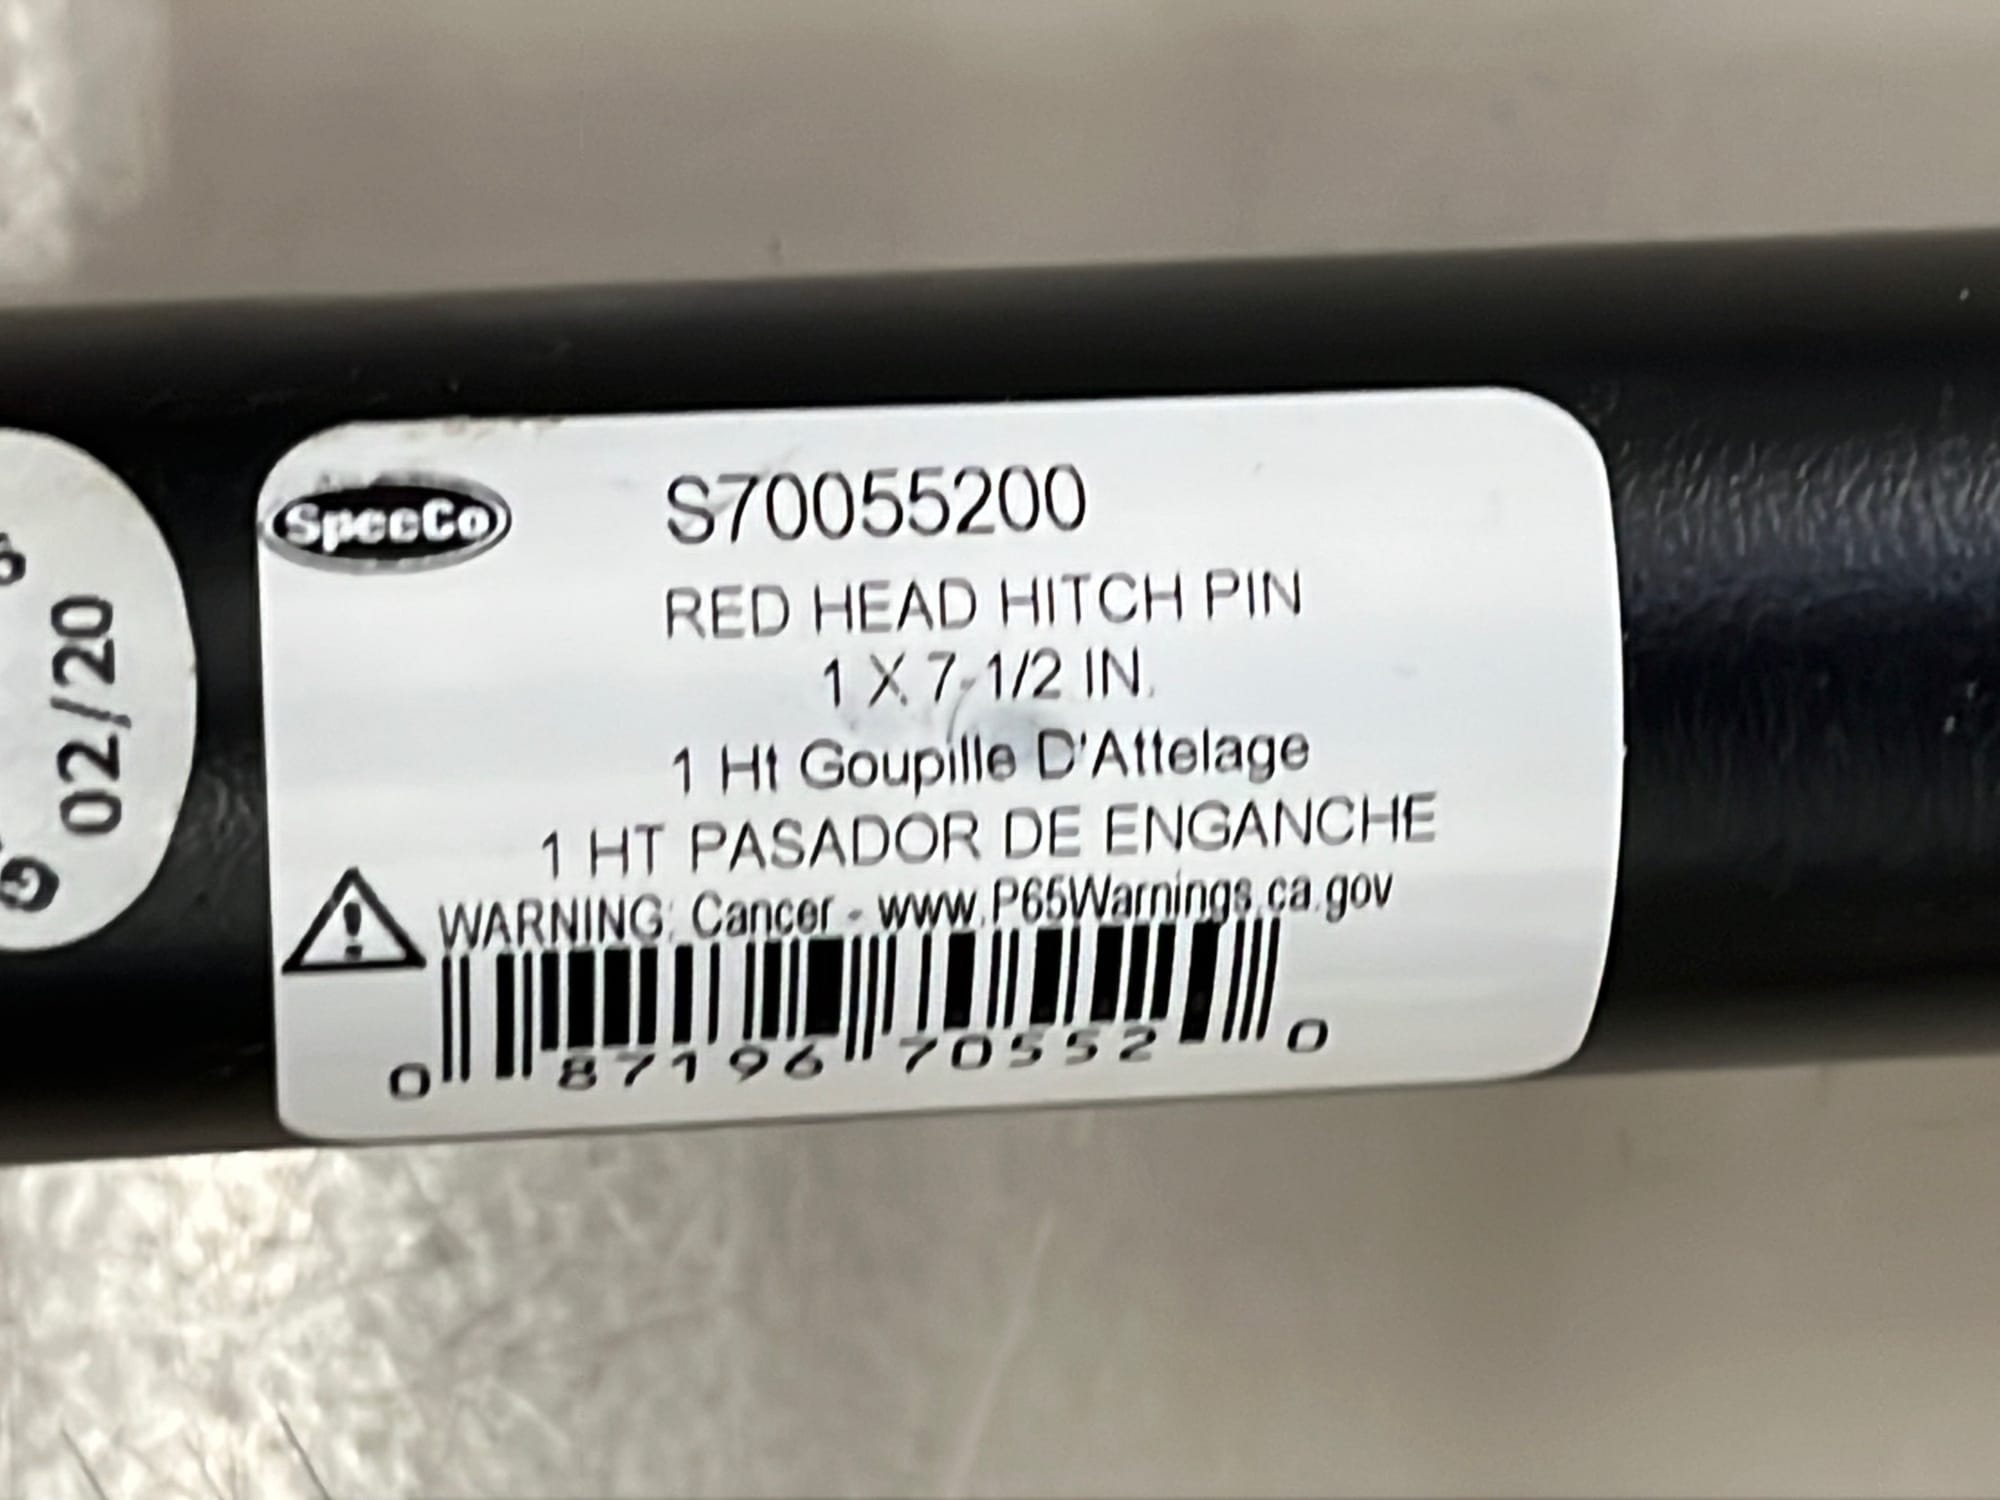 SpeeCo
S70055200
RED HEAD HITCH PIN
1 X 7-1/2 IN.
1 Ht Goupille D'Attelage
1 HT PASADOR DE ENGANCHE
WARNING: Cancer - www.P65Warnings.ca.gov
0 87196 70552 0
02/20